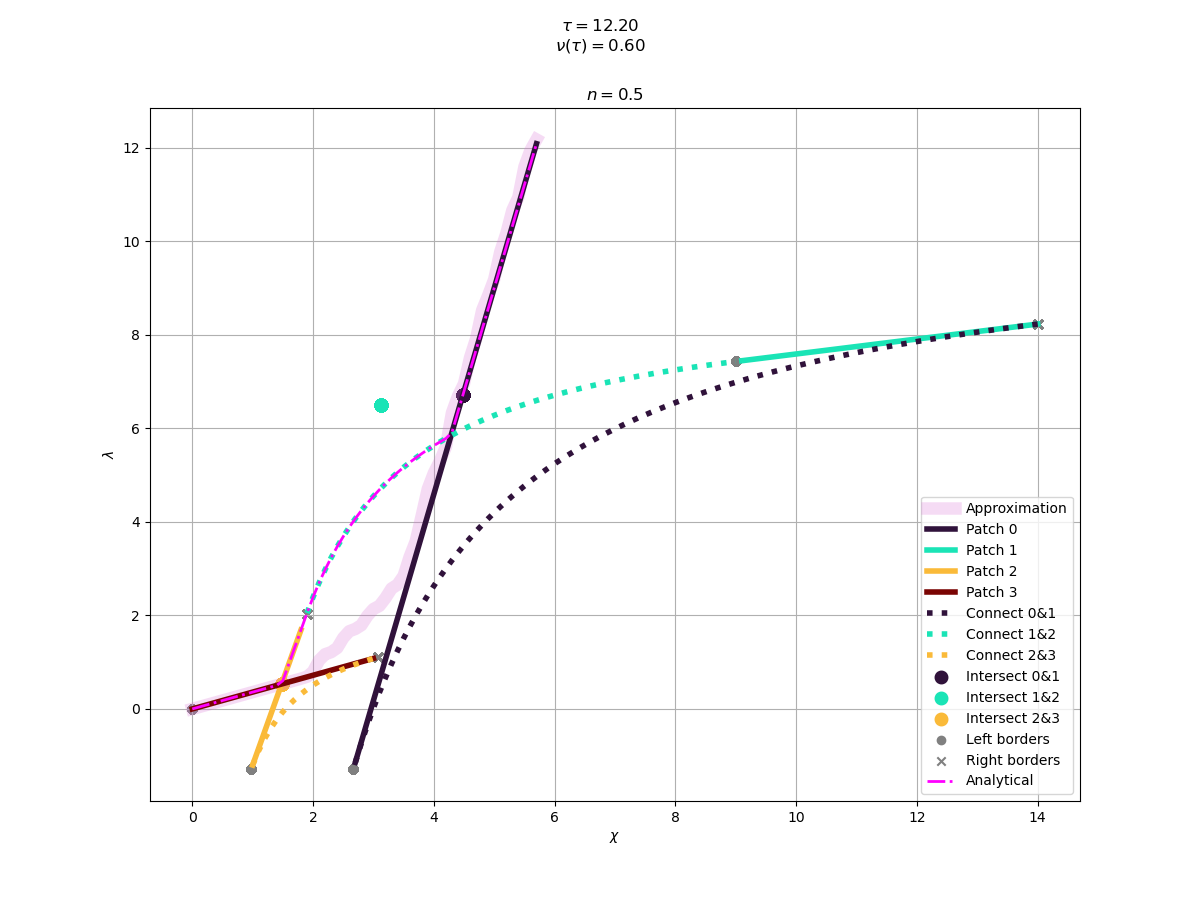 τ = 12.20
ν(τ) = 0.60
n = 0.5
12
10
8
6
4
2
0
λ
0 2 4 6 8 10 12 14
χ
Approximation
Patch 0
Patch 1
Patch 2
Patch 3
Connect 0&1
Connect 1&2
Connect 2&3
Intersect 0&1
Intersect 1&2
Intersect 2&3
Left borders
Right borders
Analytical